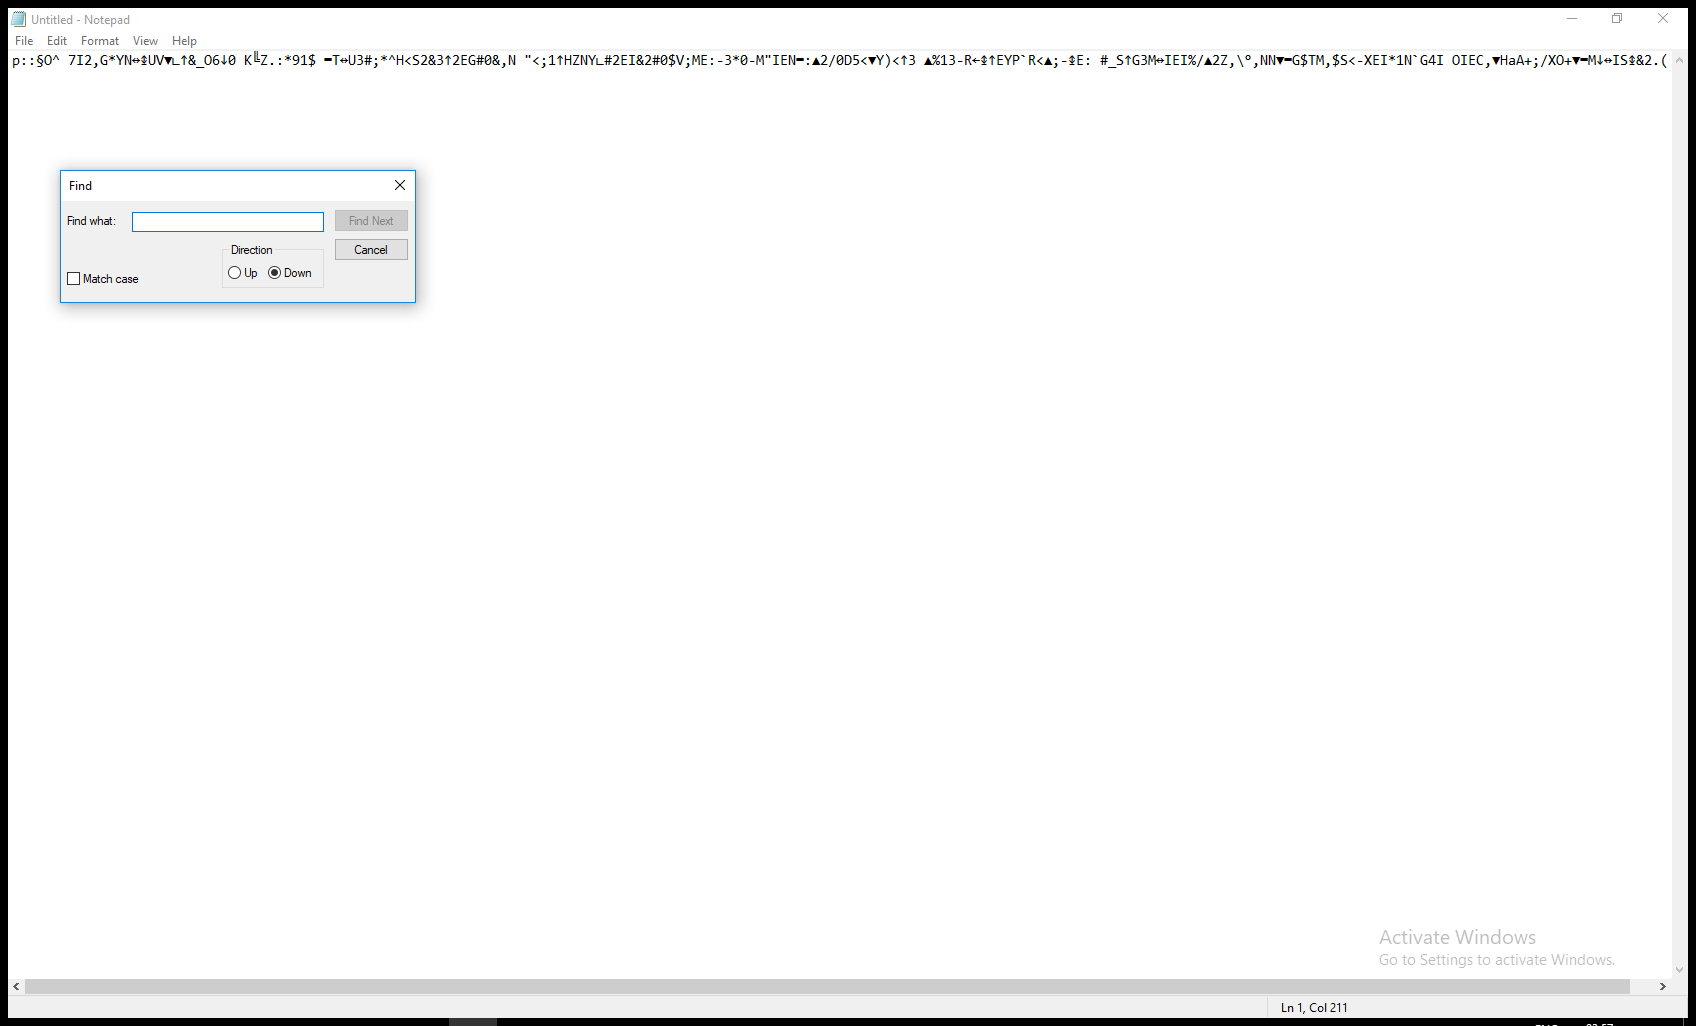 Untitled - Notepad
File Edit Format View Help
p::§O^ 7I2,G*YN↔↨UV▼∟↑&_O6↓0 K╚Z.:*91$ ▬T↔U3#;*^H<S2&3↑2EG#0&,N "<;1↑HZNY∟#2EI&2#0$V;ME:-3*0-M"IEN▬:▲2/0D5<▼Y)<↑3 ▲%13-R←↨↑EYP`R<▲;-↨E: #_S↑G3M↔IEI%/▲2Z,\°,NN▼▬G$TM,$S<-XEI*1N`G4I OIEC,▼HaA+;/XO+▼▬M↓↔IS↨&2.(
Find
Find what: Find Next
Direction Cancel
Up Down
Match case
Activate Windows
Go to Settings to activate Windows.
Ln 1, Col 211